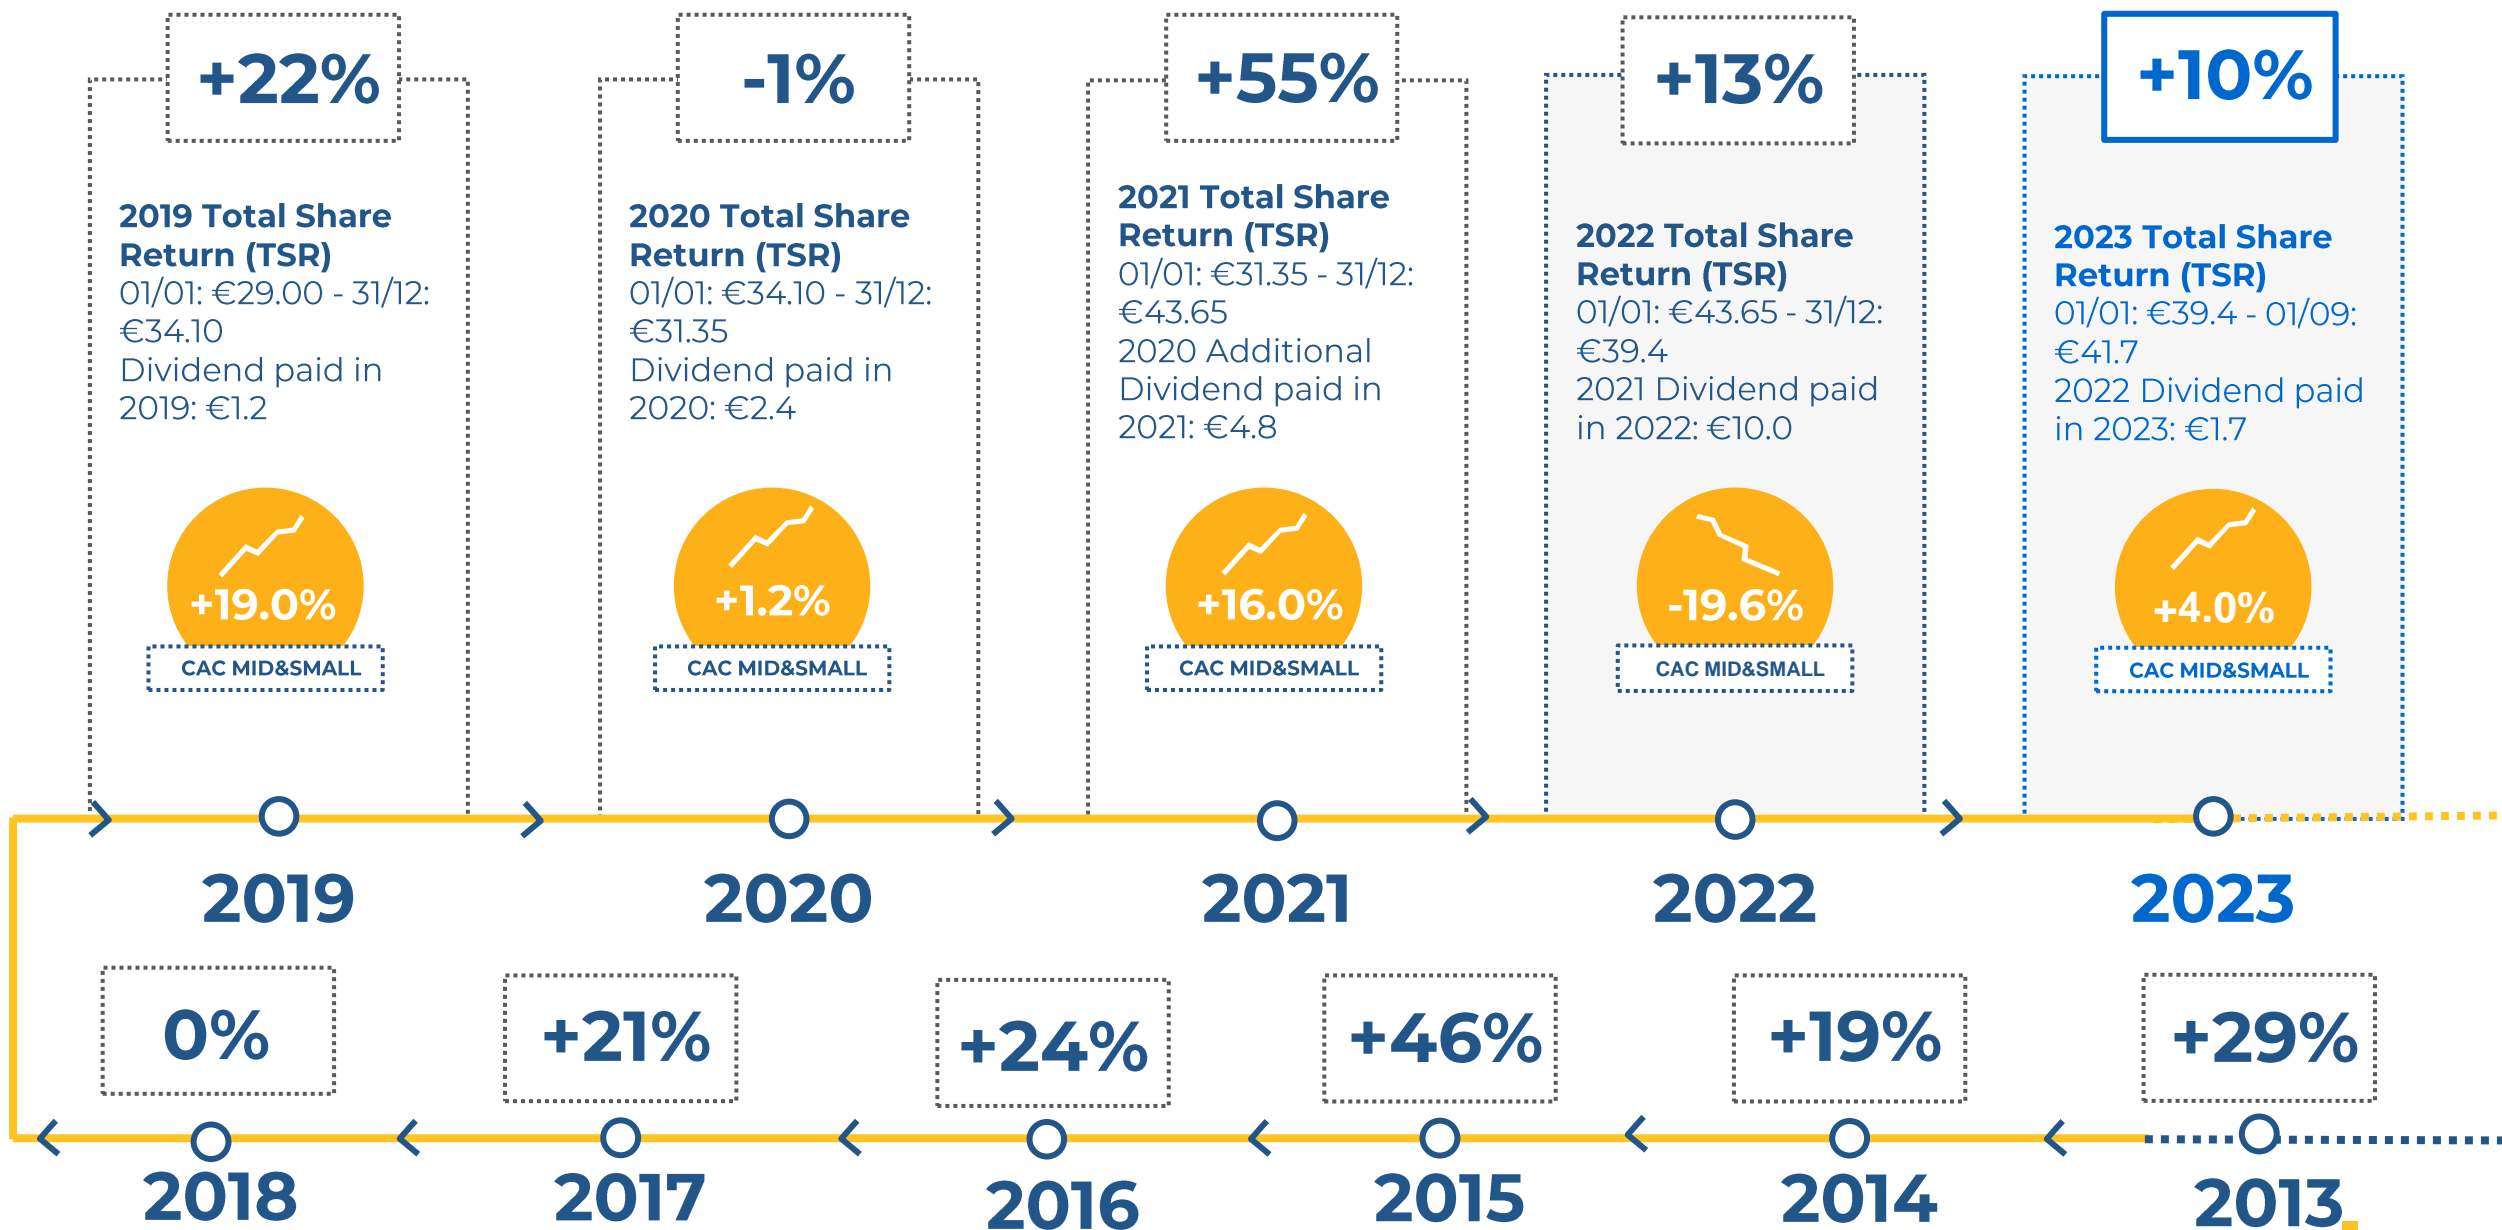 +22%
2019 Total Share
Return (TSR)
01/01: €29.00 - 31/12:
€34.10
Dividend paid in
2019: €1.2
+19.0%
CAC MID&SMALL
2019
-1%
2020 Total Share
Return (TSR)
01/01: €34.10 - 31/12:
€31.35
Dividend paid in
2020: €2.4
+1.2%
CAC MID&SMALL
2020
+55%
2021 Total Share
Return (TSR)
01/01: €31.35 - 31/12:
€43.65
2020 Additional
Dividend paid in
2021: €4.8
+16.0%
CAC MID&SMALL
2021
+13%
2022 Total Share
Return (TSR)
01/01: €43.65 - 31/12:
€39.4
2021 Dividend paid
in 2022: €10.0
-19.6%
CAC MID&SMALL
2022
+10%
2023 Total Share
Return (TSR)
01/01: €39.4 - 01/09:
€41.7
2022 Dividend paid
in 2023: €1.7
+4.0%
CAC MID&SMALL
2023
0%
2018
+21%
2017
+24%
2016
+46%
2015
+19%
2014
+29%
2013